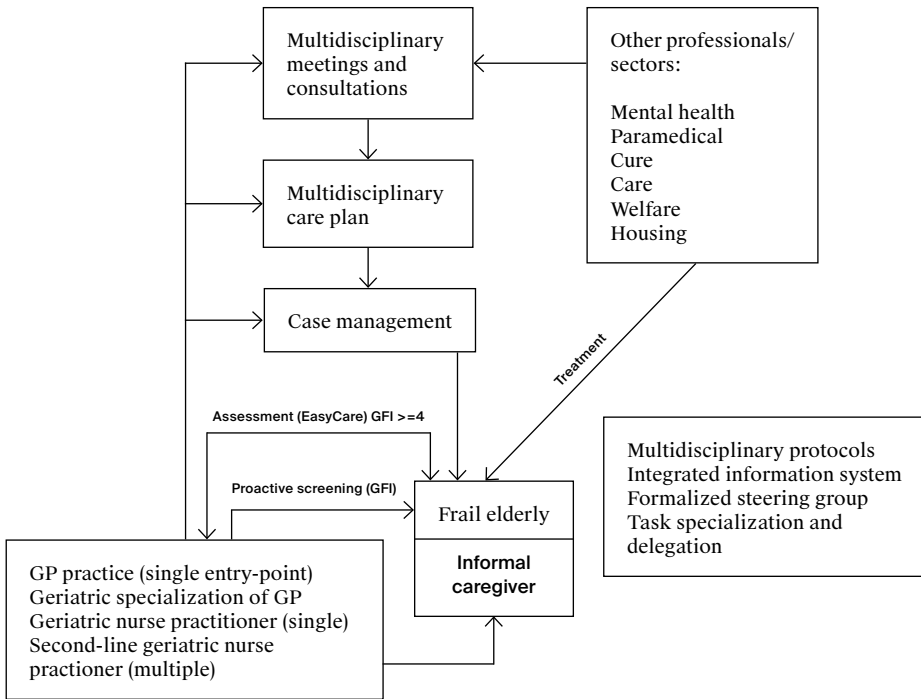 Multidisciplinary
meetings and
consultations
Other professionals/
sectors:
Mental health
Paramedical
Cure
Care
Welfare
Housing
Multidisciplinary
care plan
Case management
Treatment
Assessment (EasyCare) GFI >=4
Proactive screening (GFI)
Frail elderly
Informal
caregiver
Multidisciplinary protocols
Integrated information system
Formalized steering group
Task specialization and
delegation
GP practice (single entry-point)
Geriatric specialization of GP
Geriatric nurse practitioner (single)
Second-line geriatric nurse
practioner (multiple)